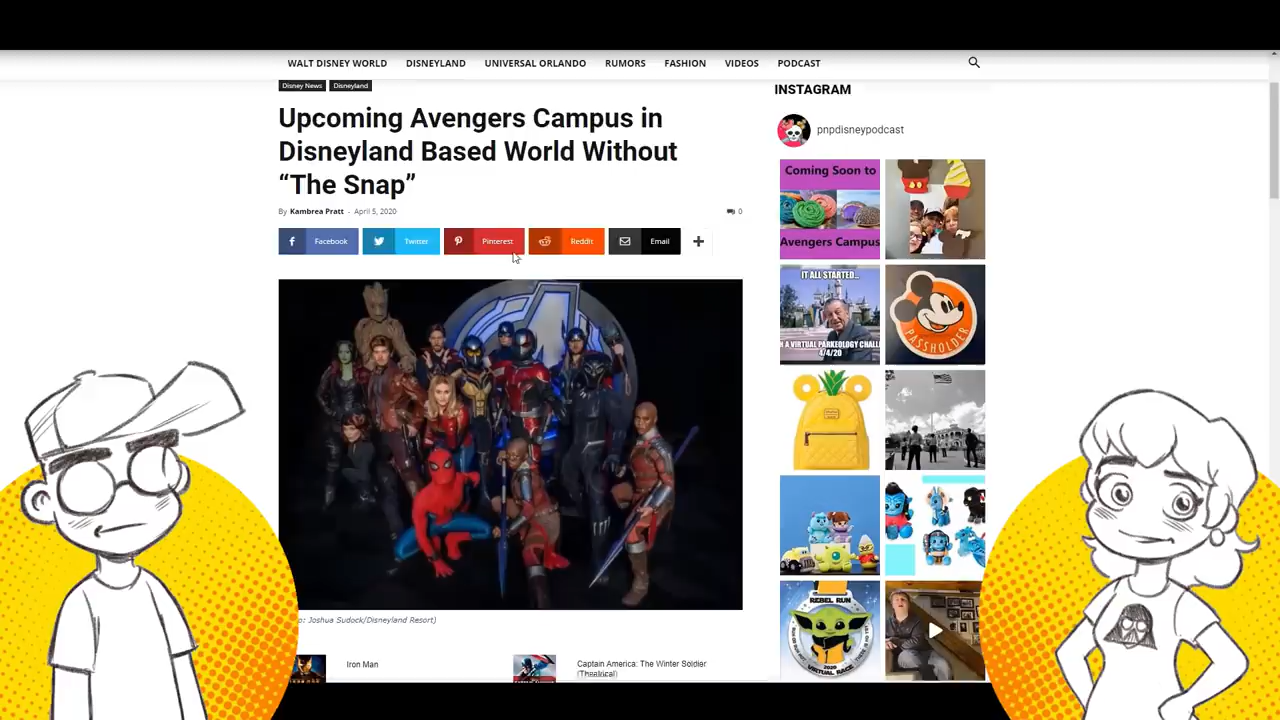 WALT DISNEY WORLD DISNEYLAND UNIVERSAL ORLANDO RUMORS FASHION VIDEOS PODCAST
Disney News Disneyland
Upcoming Avengers Campus in
Disneyland Based World Without
“The Snap”
By Kambrea Pratt - April 5, 2020 0
Facebook Twitter Pinterest ReddIt Email
Joshua Sudock/Disneyland Resort)
Iron Man
Captain America: The Winter Soldier
(Theatrical)
INSTAGRAM
pnpdisneypodcast
Coming Soon to
Avengers Campus
IT ALL STARTED...
A VIRTUAL PARKEOLOGY CHALL
4/4/20
PASSHOLDER
REBEL RUN
2020
VIRTUAL RACE